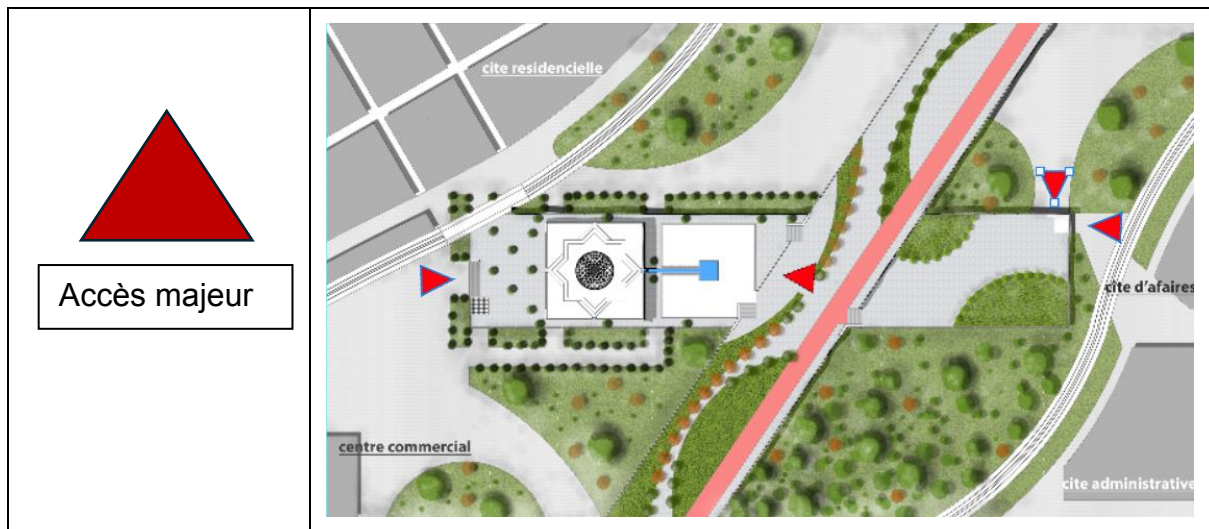 Accès majeur
cite residencielle
cite d'afaires
centre commercial
cite administrative